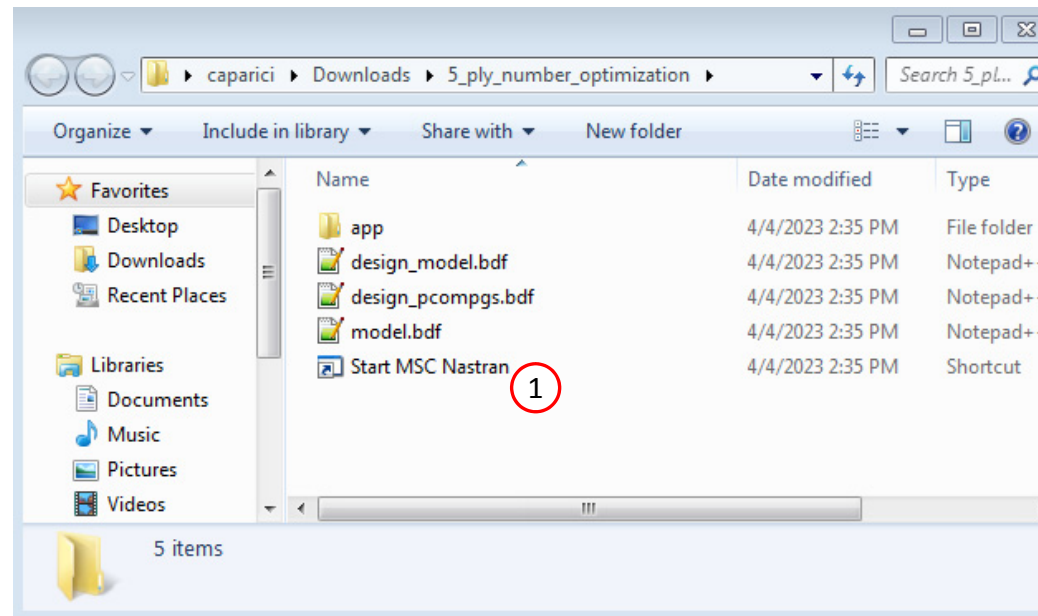 caparici Downloads 5_ply_number_optimization Search 5_pl...
Organize Include in library Share with New folder
Name Date modified Type
Favorites
Desktop
Downloads
Recent Places
Libraries
Documents
Music
Pictures
Videos
app 4/4/2023 2:35 PM File folder
design_model.bdf 4/4/2023 2:35 PM Notepad+
design_pcompgs.bdf 4/4/2023 2:35 PM Notepad+
model.bdf 4/4/2023 2:35 PM Notepad+
Start MSC Nastran 4/4/2023 2:35 PM Shortcut
1
5 items